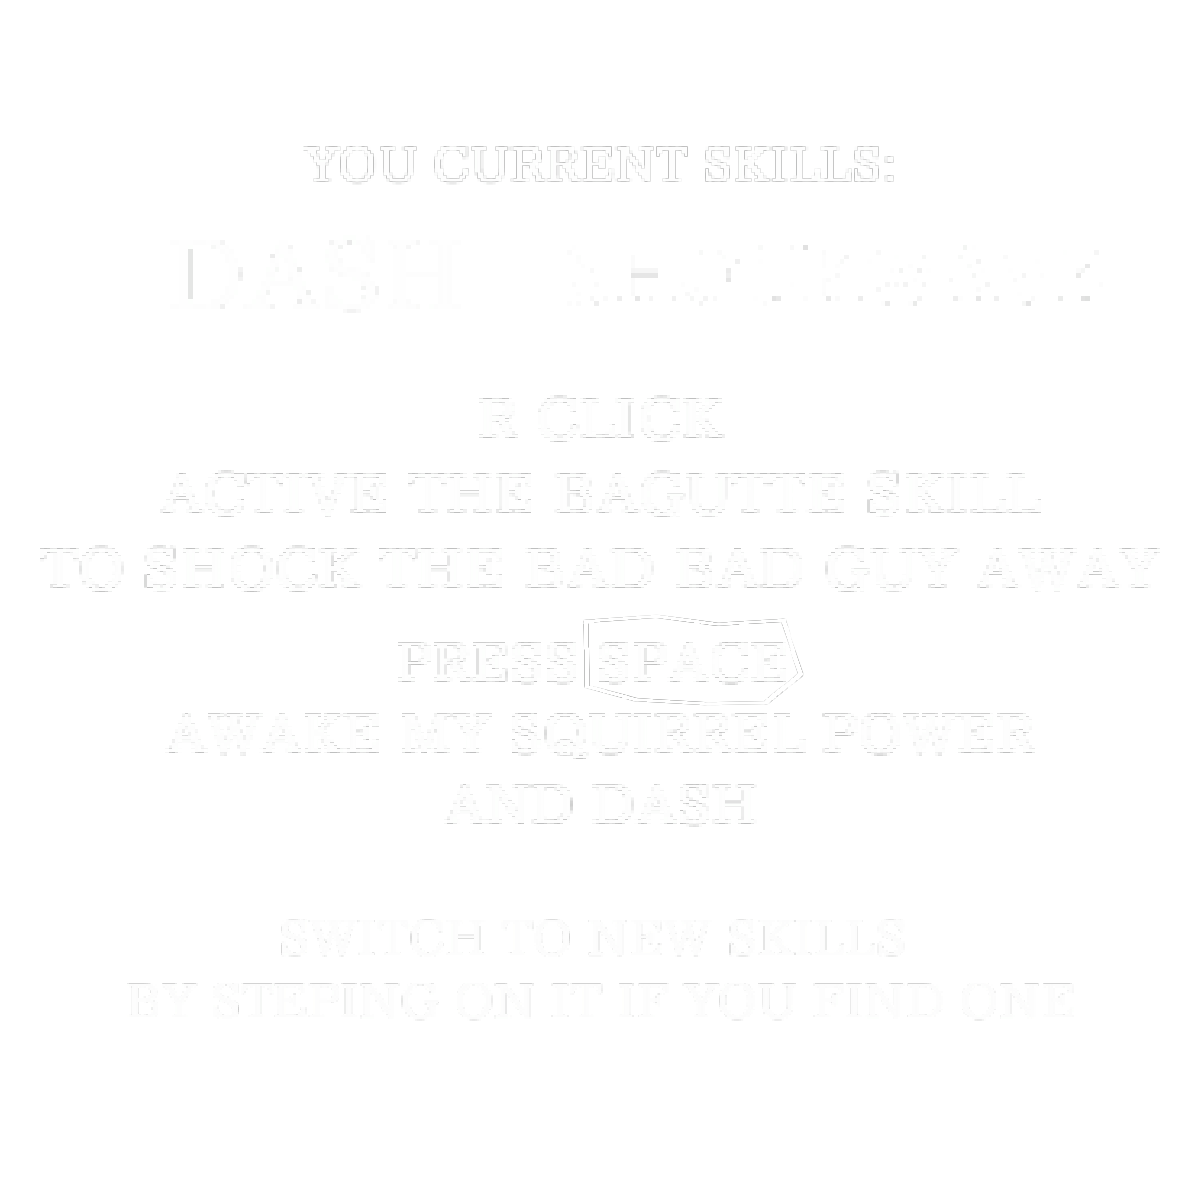 YOU CURRENT SKILLS:
DASH
R CLICK
ACTIVE THE BAGUTTE SKILL
TO SHOCK THE BAD BAD GUY AWAY
PRESS SPACE
AWAKE MY SQUIRREL POWER
AND DASH
SWITCH TO NEW SKILLS
BY STEPING ON IT IF YOU FIND ONE